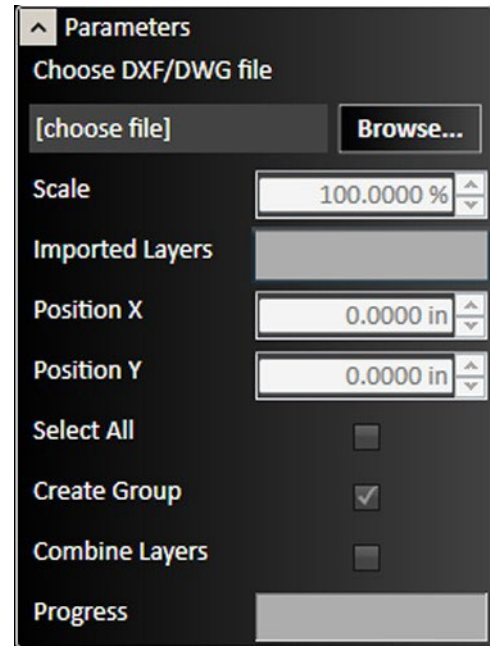 Parameters
Choose DXF/DWG file
[choose file] Browse...
Scale 100.0000 %
Imported Layers
Position X 0.0000 in
Position Y 0.0000 in
Select All
Create Group
Combine Layers
Progress